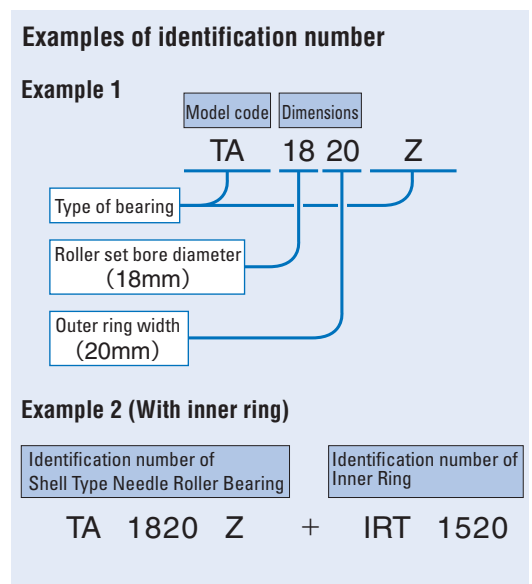 Examples of identification number
Example 1
Model code Dimensions
TA 18 20 Z
Type of bearing
Roller set bore diameter
（18mm）
Outer ring width
（20mm）
Example 2 (With inner ring)
Identification number of
Shell Type Needle Roller Bearing
Identification number of
Inner Ring
TA 1820 Z + IRT 1520